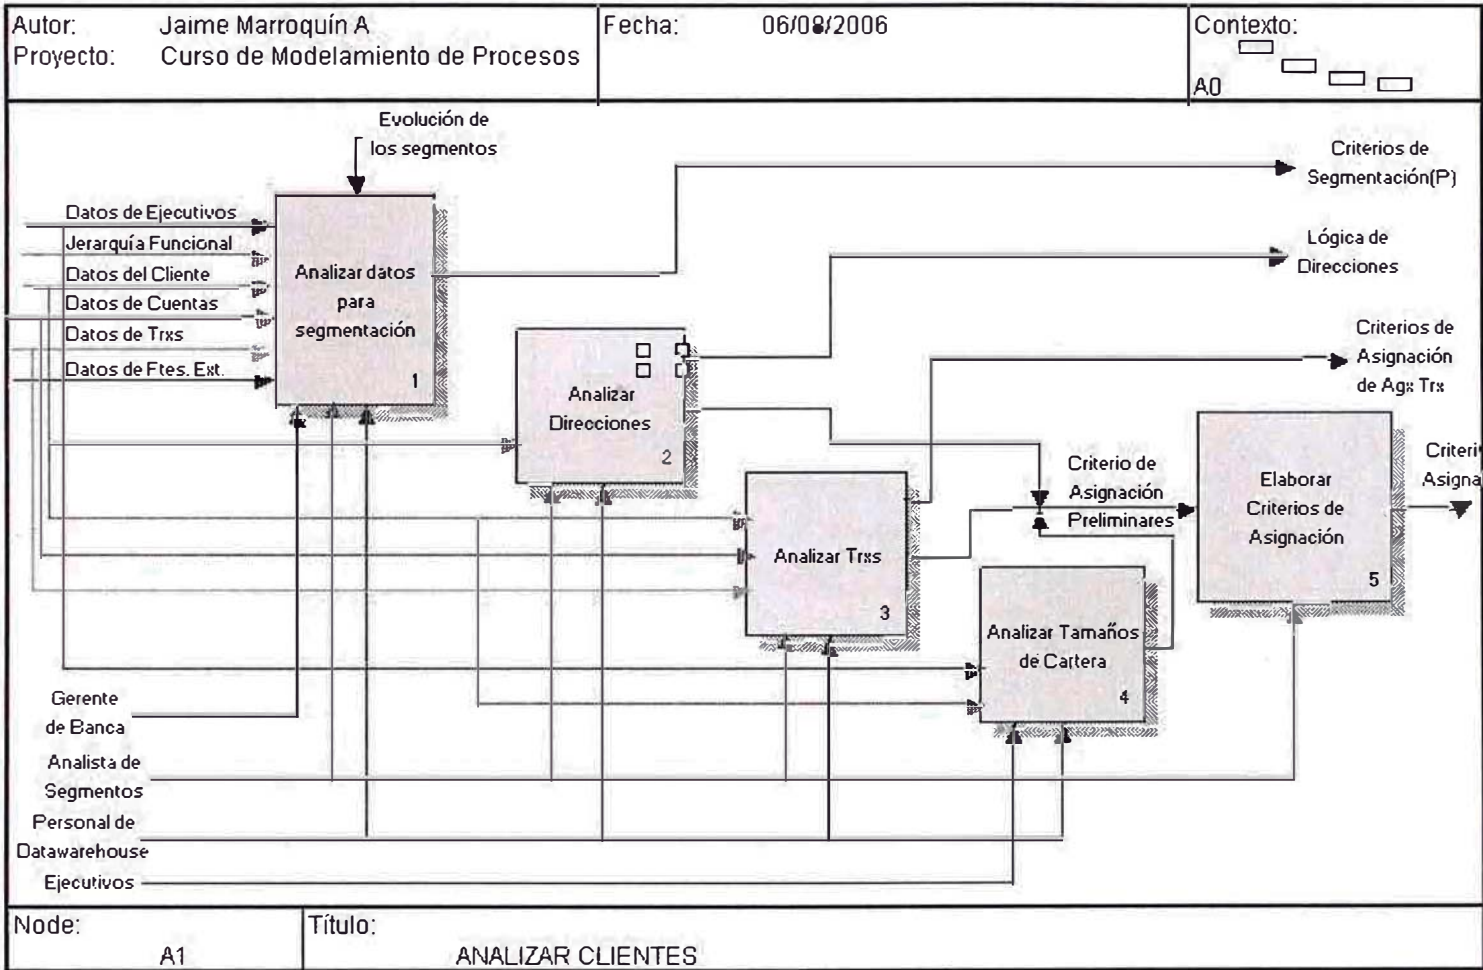 Autor: Jaime Marroquín A
Proyecto: Curso de Modelamiento de Procesos
Fecha: 06/08/2006
Contexto:
A0
Evolución de
los segmentos
Datos de Ejecutivos
Jerarquía Funcional
Datos del Cliente
Datos de Cuentas
Datos de Trxs
Datos de Ftes. Ext.
Analizar datos
para
segmentación
1
Criterios de
Segmentación(P)
Lógica de
Direcciones
Criterios de
Asignación
de Agx Trx
Analizar
Direcciones
2
Analizar Trxs
3
Criterio de
Asignación
Preliminares
Elaborar
Criterios de
Asignación
5
Criteri
Asigna
Analizar Tamaños
de Cartera
4
Gerente
de Banca
Analista de
Segmentos
Personal de
Datawarehouse
Ejecutivos
Node:
A1
Título:
ANALIZAR CLIENTES